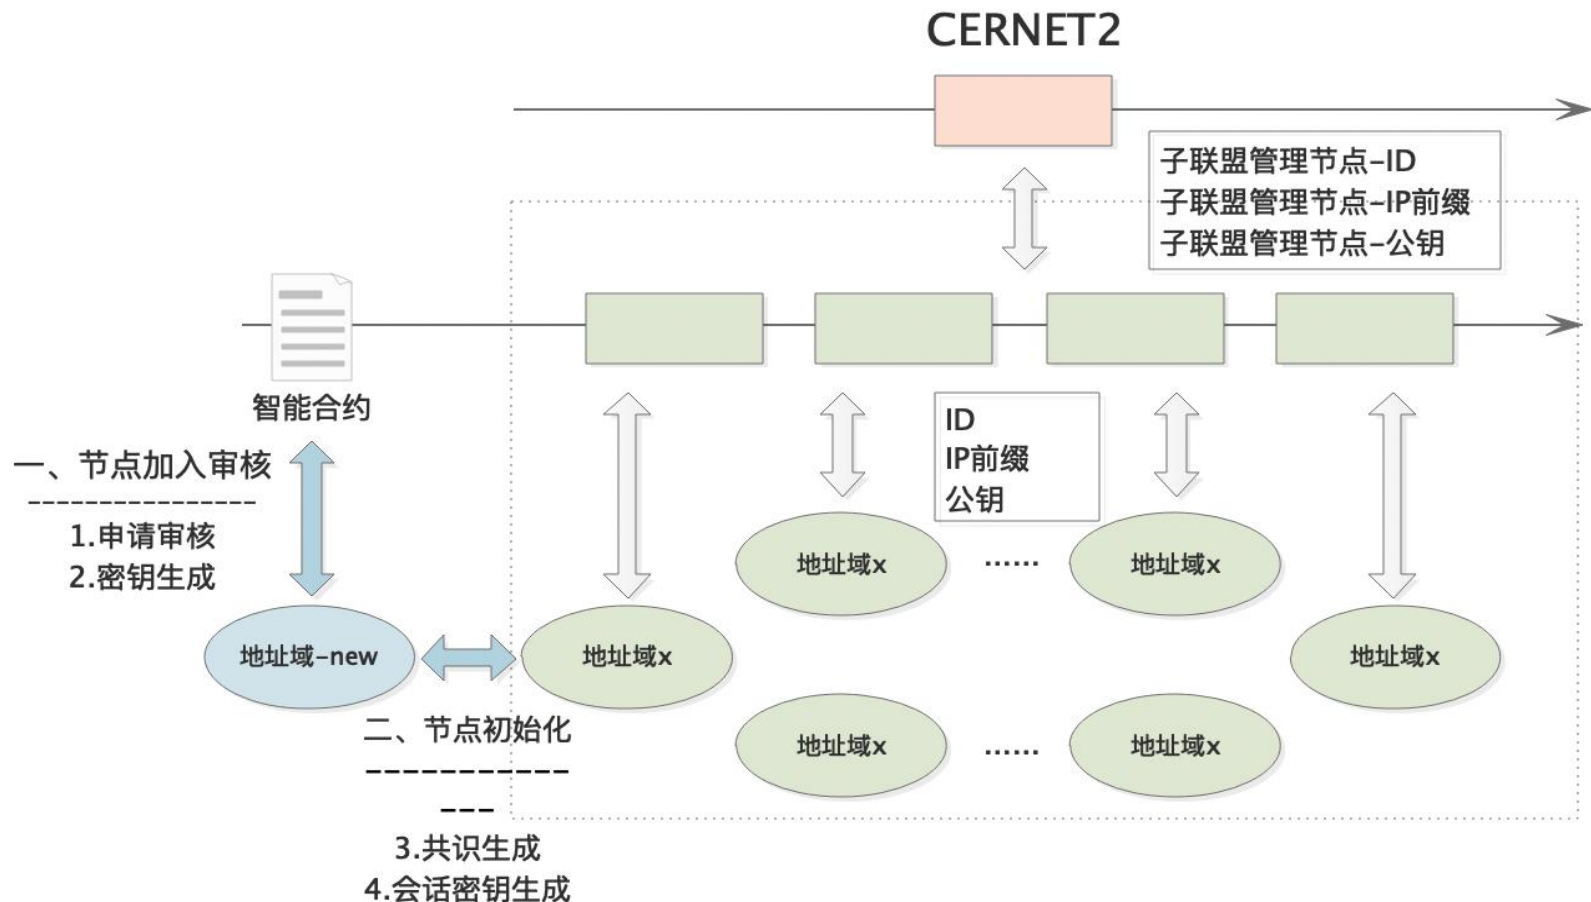 CERNET2
子联盟管理节点-ID
子联盟管理节点-IP前缀
子联盟管理节点-公钥
智能合约
一、节点加入审核
----------------
1.申请审核
2.密钥生成
ID
IP前缀
公钥
地址域x
......
地址域x
地址域-new
地址域x
地址域x
二、节点初始化
-----------
---
3.共识生成
4.会话密钥生成
地址域x
......
地址域x